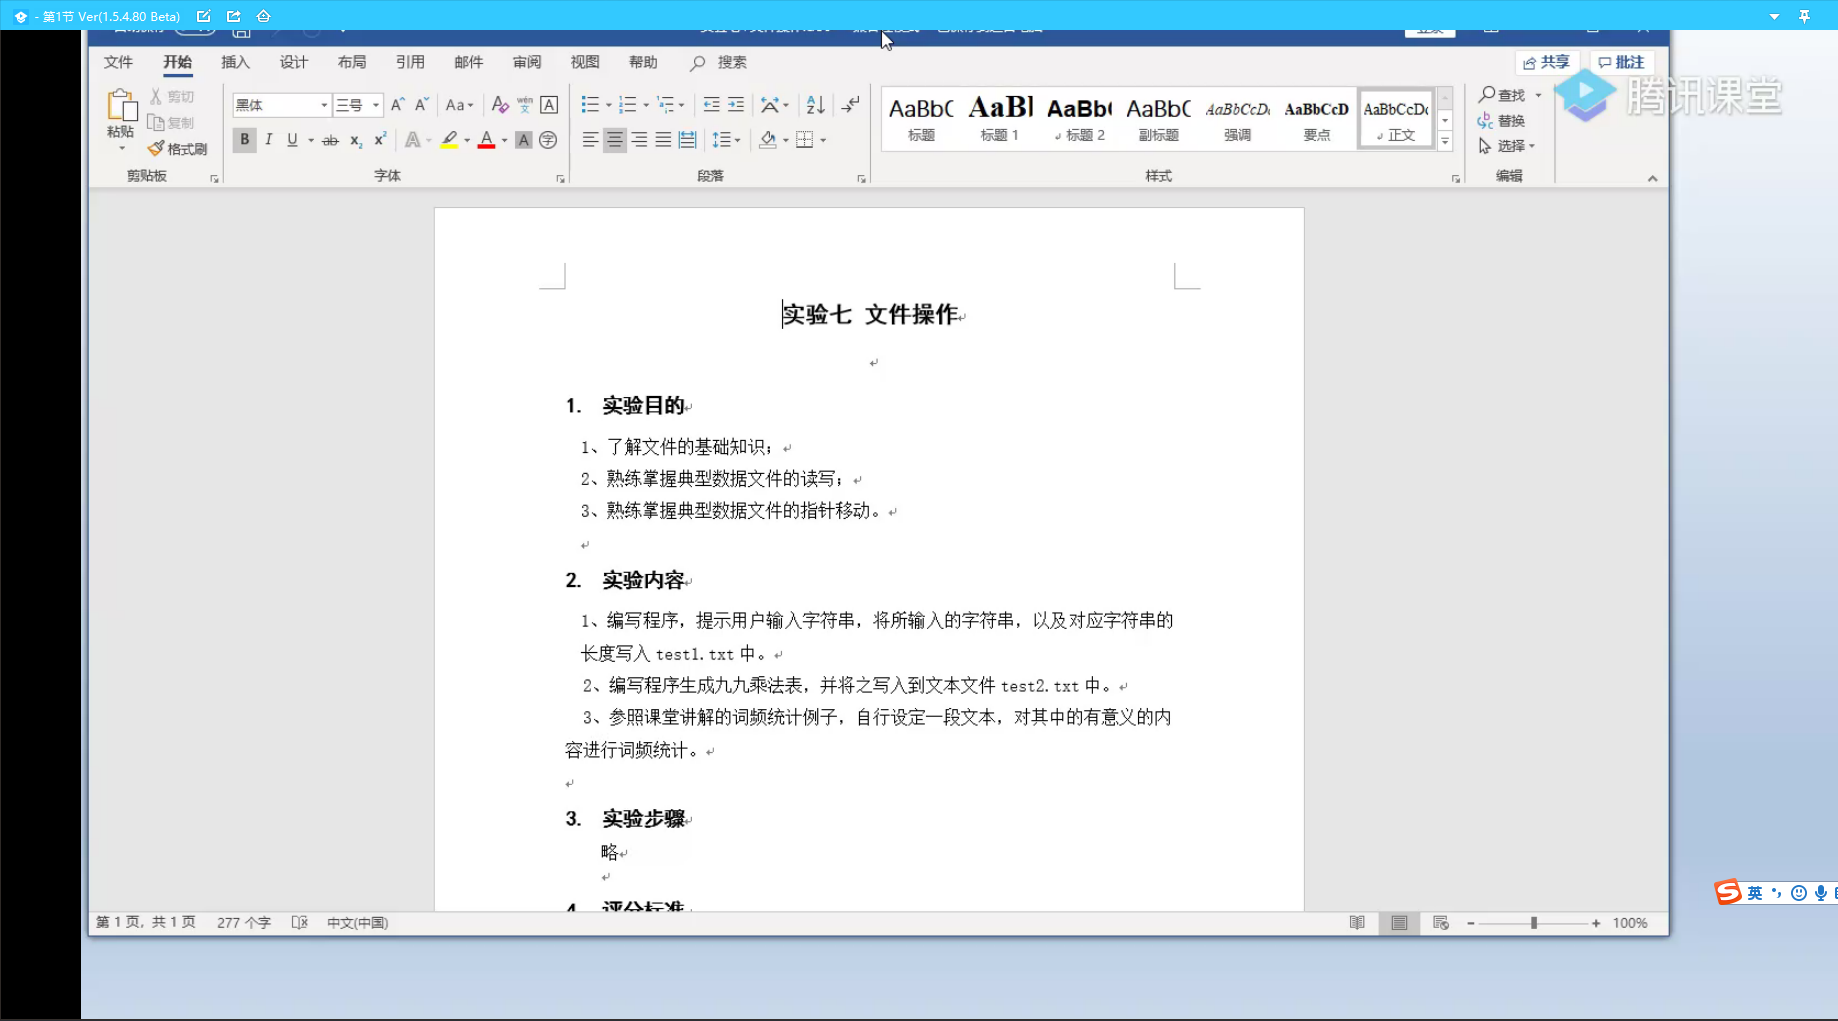 - 第1节 Ver(1.5.4.80 Beta)
文件 开始 插入 设计 布局 引用 邮件 审阅 视图 帮助 搜索 共享 批注
腾讯课堂
粘贴 剪切 复制 格式刷
黑体 三号
AaBbC 标题
AaBl 标题 1
AaBb( 标题 2
AaBbC 副标题
AaBbCcD 强调
AaBbCcD 要点
AaBbCcD 正文
查找
替换
选择
剪贴板 字体 段落 样式 编辑
实验七 文件操作
1. 实验目的
1、了解文件的基础知识；
2、熟练掌握典型数据文件的读写；
3、熟练掌握典型数据文件的指针移动。
2. 实验内容
1、编写程序，提示用户输入字符串，将所输入的字符串，以及对应字符串的
长度写入 test1.txt 中。
2、编写程序生成九九乘法表，并将之写入到文本文件 test2.txt 中。
3、参照课堂讲解的词频统计例子，自行设定一段文本，对其中的有意义的内
容进行词频统计。
3. 实验步骤
略
4. 评分标准
第 1 页，共 1 页 277 个字 中文(中国) 100%
英